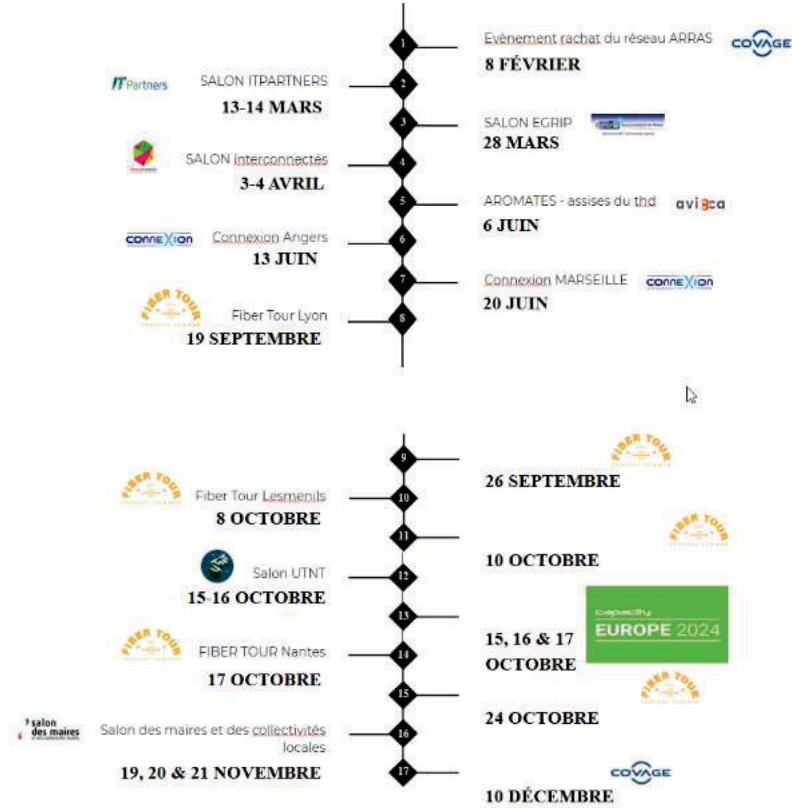 1
Evènement rachat du réseau ARRAS
COVAGE
8 FÉVRIER
IT Partners
SALON ITPARTNERS
2
13-14 MARS
3
SALON EGRIP
28 MARS
SALON interconnectés
4
3-4 AVRIL
5
AROMATES - assises du thd
avicca
6 JUIN
conneXion
Connexion Angers
6
13 JUIN
7
Connexion MARSEILLE
conneXion
20 JUIN
FIBER TOUR
Fiber Tour Lyon
8
19 SEPTEMBRE
9
FIBER TOUR
26 SEPTEMBRE
FIBER TOUR
Fiber Tour Lesmenils
10
8 OCTOBRE
11
FIBER TOUR
10 OCTOBRE
Salon UTNT
12
15-16 OCTOBRE
13
capacity
EUROPE 2024
15, 16 & 17
OCTOBRE
FIBER TOUR
FIBER TOUR Nantes
14
17 OCTOBRE
15
FIBER TOUR
24 OCTOBRE
salon
des maires
Salon des maires et des collectivités
locales
16
19, 20 & 21 NOVEMBRE
17
COVAGE
10 DÉCEMBRE